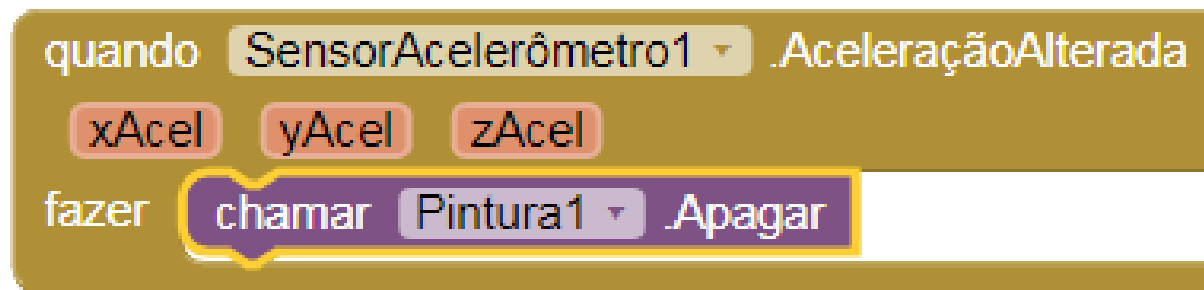 quando SensorAcelerômetro1 .AceleraçãoAlterada
xAcel yAcel zAcel
fazer chamar Pintura1 .Apagar